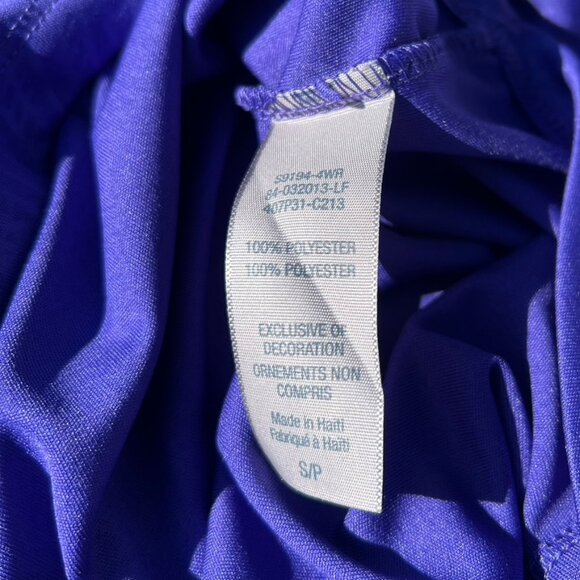 S9194-4WR
84-032013-LF
407P31-C213
100% POLYESTER
100% POLYESTER
EXCLUSIVE OF
DECORATION
ORNEMENTS NON
COMPRIS
Made in Haiti
Fabriqué à Haïti
S/P